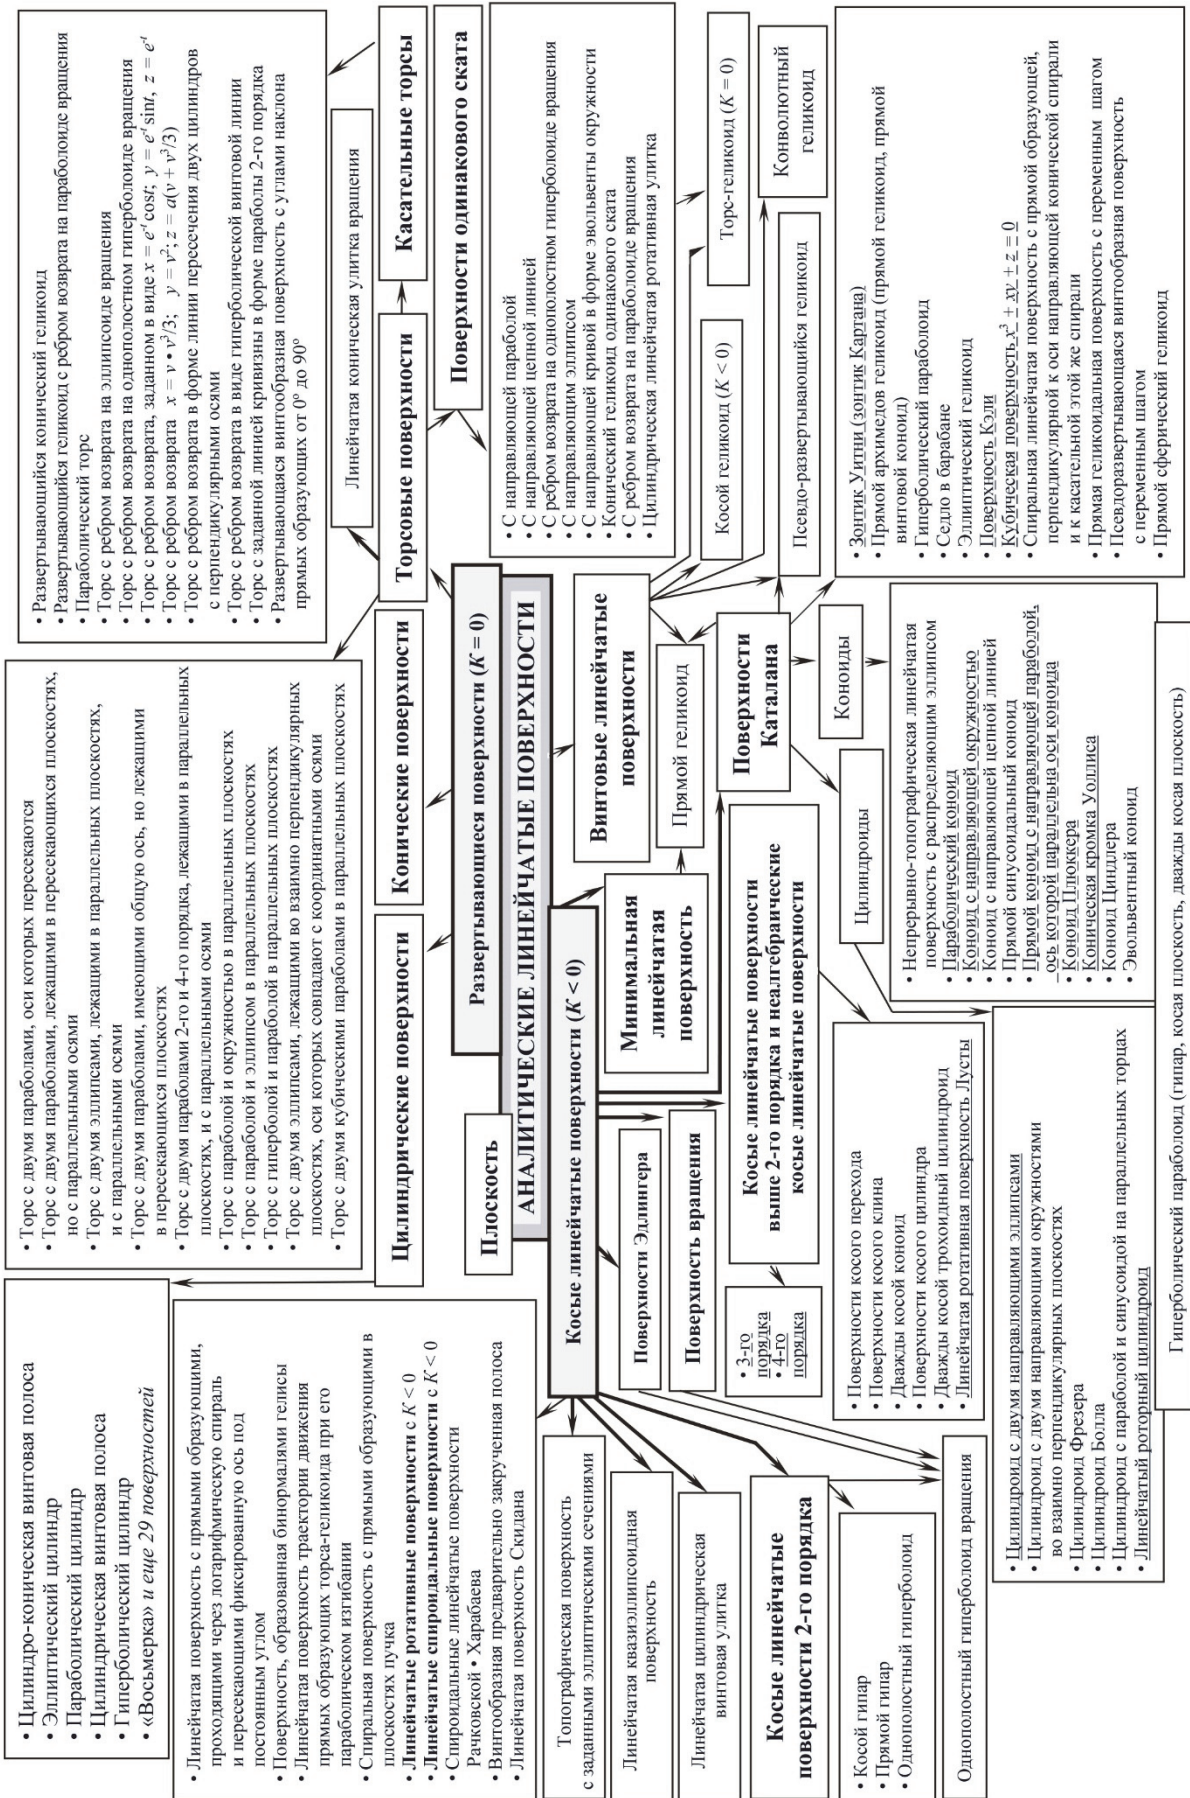 • Цилиндро-коническая винтовая полоса
• Эллиптический цилиндр
• Параболический цилиндр
• Цилиндрическая винтовая полоса
• Гиперболический цилиндр
• «Восьмерка» и еще 29 поверхностей
• Торс с двумя параболами, оси которых пересекаются
• Торс с двумя параболами, лежащими в пересекающихся плоскостях,
но с параллельными осями
• Торс с двумя эллипсами, лежащими в параллельных плоскостях,
и с параллельными осями
• Торс с двумя параболами, имеющими общую ось, но лежащими
в пересекающихся плоскостях
• Торс с двумя параболами 2-го и 4-го порядка, лежащими в параллельных
плоскостях, и с параллельными осями
• Торс с параболой и окружностью в параллельных плоскостях
• Торс с параболой и эллипсом в параллельных плоскостях
• Торс с гиперболой и параболой в параллельных плоскостях
• Торс с двумя эллипсами, лежащими во взаимно перпендикулярных
плоскостях, оси которых совпадают с координатными осями
• Торс с двумя кубическими параболами в параллельных плоскостях
• Развертывающийся конический геликоид
• Развертывающийся геликоид с ребром возврата на параболоиде вращения
• Параболический торс
• Торс с ребром возврата на эллипсоиде вращения
• Торс с ребром возврата на однополостном гиперболоиде вращения
• Торс с ребром возврата, заданном в виде x = e⁻ᵗ cost; y = e⁻ᵗ sint, z = e⁻ᵗ
• Торс с ребром возврата x = v • v³/3; y = v²; z = a(v + v³/3)
• Торс с ребром возврата в форме линии пересечения двух цилиндров
с перпендикулярными осями
• Торс с ребром возврата в виде гиперболической винтовой линии
• Торс с заданной линией кривизны в форме параболы 2-го порядка
• Развертывающаяся винтообразная поверхность с углами наклона
прямых образующих от 0° до 90°
Линейчатая коническая улитка вращения
Цилиндрические поверхности
Конические поверхности
Торсовые поверхности
Касательные торсы
Поверхности одинакового ската
• Линейчатая поверхность с прямыми образующими,
проходящими через логарифмическую спираль
и пересекающими фиксированную ось под
постоянным углом
• Поверхность, образованная бинормалями гелисы
• Линейчатая поверхность траектории движения
прямых образующих торса-геликоида при его
параболическом изгибании
• Спиральная поверхность с прямыми образующими в
плоскостях пучка
• Линейчатые ротативные поверхности с K < 0
• Линейчатые спироидальные поверхности с K < 0
• Спироидальные линейчатые поверхности
Рачковской • Харабаева
• Винтообразная предварительно закрученная полоса
• Линейчатая поверхность Скидана
Плоскость
Развертывающиеся поверхности (K = 0)
АНАЛИТИЧЕСКИЕ ЛИНЕЙЧАТЫЕ ПОВЕРХНОСТИ
Косые линейчатые поверхности (K < 0)
• С направляющей параболой
• С направляющей цепной линией
• С ребром возврата на однополостном гиперболоиде вращения
• С направляющим эллипсом
• С направляющей кривой в форме эвольвенты окружности
• Конический геликоид одинакового ската
• С ребром возврата на параболоиде вращения
• Цилиндрическая линейчатая ротативная улитка
Топографическая поверхность
с заданными эллиптическими сечениями
Линейчатая квазиэллипсоидная
поверхность
Линейчатая цилиндрическая
винтовая улитка
Косые линейчатые
поверхности 2-го порядка
• Косой гипар
• Прямой гипар
• Однополостный гиперболоид
Однополостный гиперболоид вращения
Поверхности Эдлингера
Поверхность вращения
Минимальная
линейчатая
поверхность
Винтовые линейчатые
поверхности
Прямой геликоид
Косой геликоид (K < 0)
Торс-геликоид (K = 0)
Псевдо-развертывающийся геликоид
Конволютный
геликоид
Косые линейчатые поверхности
выше 2-го порядка и неалгебраические
косые линейчатые поверхности
• 3-го
порядка
• 4-го
порядка
• Поверхности косого перехода
• Поверхности косого клина
• Дважды косой коноид
• Поверхности косого цилиндра
• Дважды косой трохоидный цилиндроид
• Линейчатая ротативная поверхность Лусты
Поверхности
Каталана
Цилиндроиды
Коноиды
• Зонтик Уитни (зонтик Картана)
• Прямой архимедов геликоид (прямой геликоид, прямой
винтовой коноид)
• Гиперболический параболоид
• Седло в барабане
• Эллиптический геликоид
• Поверхность Кэли
• Кубическая поверхность x³ + xy + z = 0
• Спиральная линейчатая поверхность с прямой образующей,
перпендикулярной к оси направляющей конической спирали
и к касательной этой же спирали
• Прямая геликоидальная поверхность с переменным шагом
• Псевдоразвертывающаяся винтообразная поверхность
с переменным шагом
• Прямой сферический геликоид
• Непрерывно-топографическая линейчатая
поверхность с распределяющим эллипсом
• Параболический коноид
• Коноид с направляющей окружностью
• Коноид с направляющей цепной линией
• Прямой синусоидальный коноид
• Прямой коноид с направляющей параболой,
ось которой параллельна оси коноида
• Коноид Плюккера
• Коническая кромка Уоллиса
• Коноид Циндлера
• Эвольвентный коноид
• Цилиндроид с двумя направляющими эллипсами
• Цилиндроид с двумя направляющими окружностями
во взаимно перпендикулярных плоскостях
• Цилиндроид Фрезера
• Цилиндроид Болла
• Цилиндроид с параболой и синусоидой на параллельных торцах
• Линейчатый роторный цилиндроид
Гиперболический параболоид (гипар, косая плоскость, дважды косая плоскость)